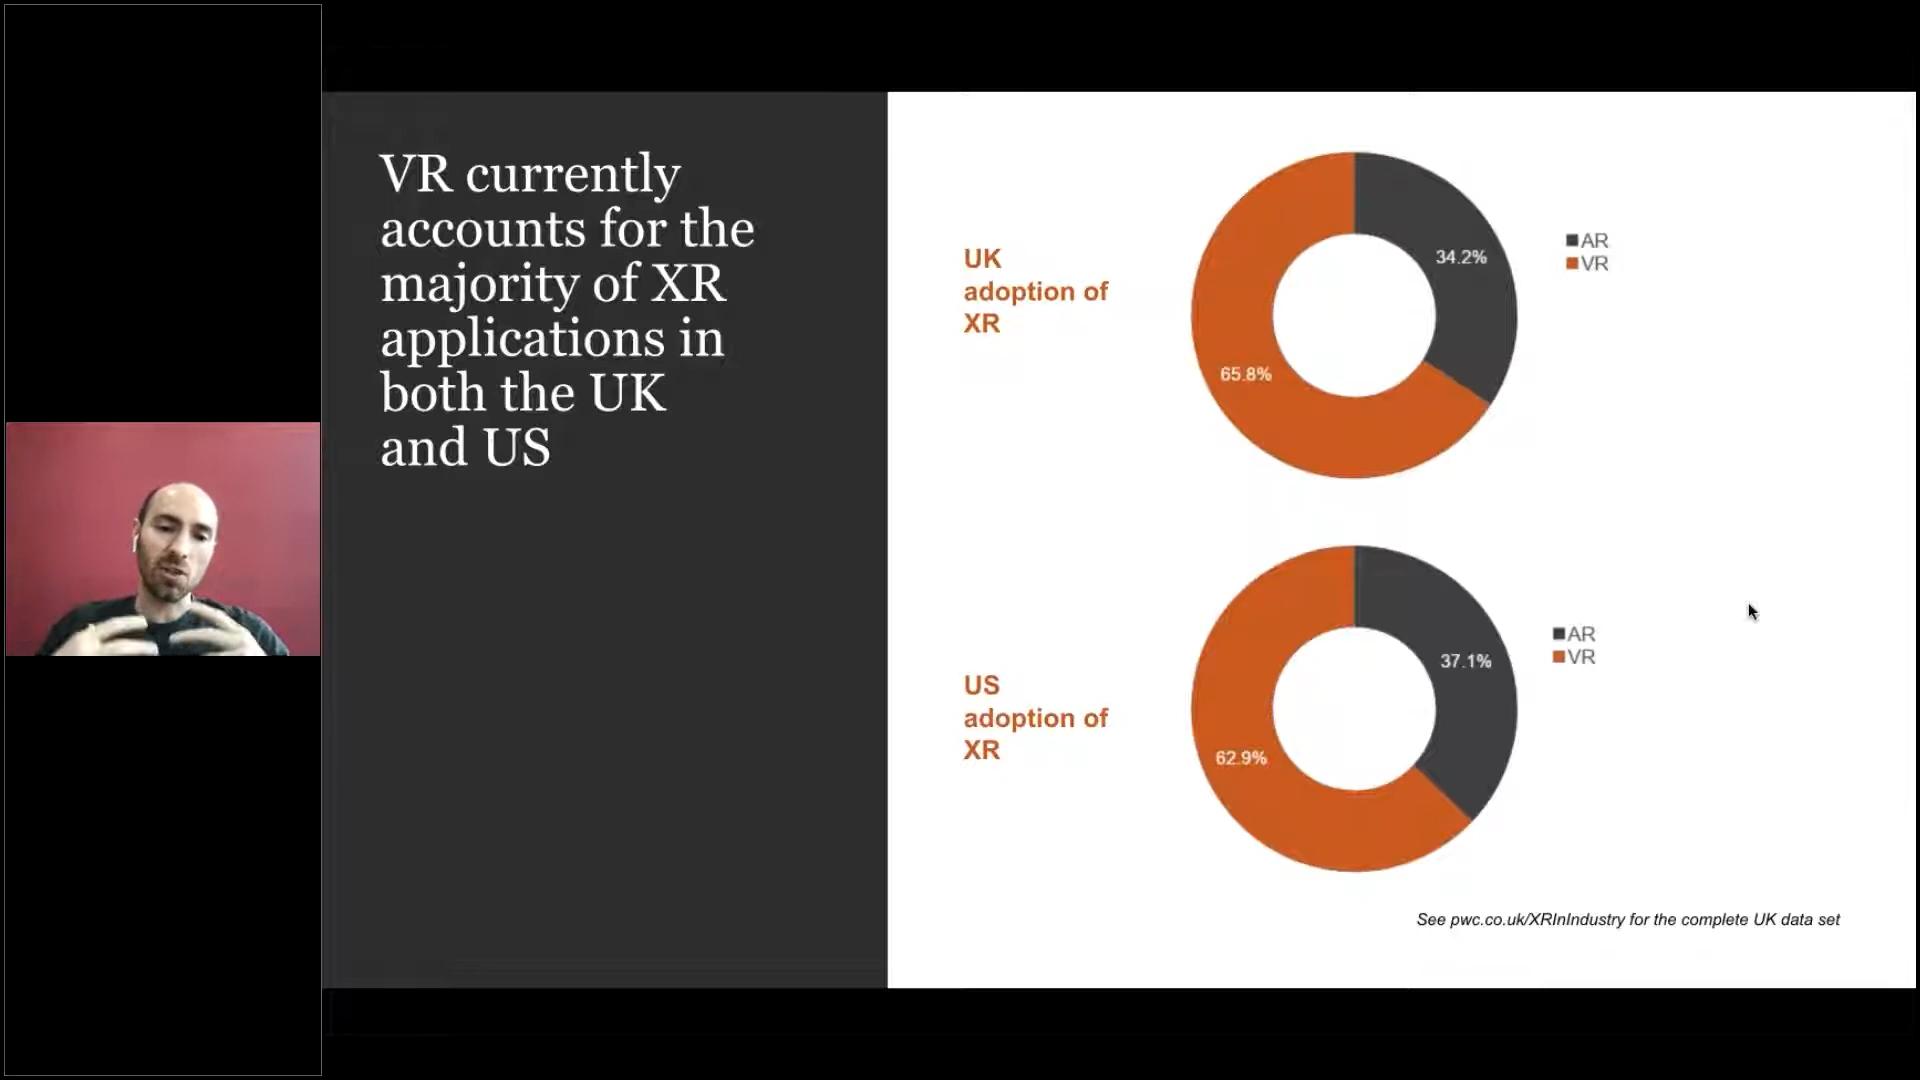 VR currently
accounts for the
majority of XR
applications in
both the UK
and US
UK
adoption of
XR
34.2%
65.8%
AR
VR
US
adoption of
XR
37.1%
62.9%
AR
VR
See pwc.co.uk/XRInIndustry for the complete UK data set